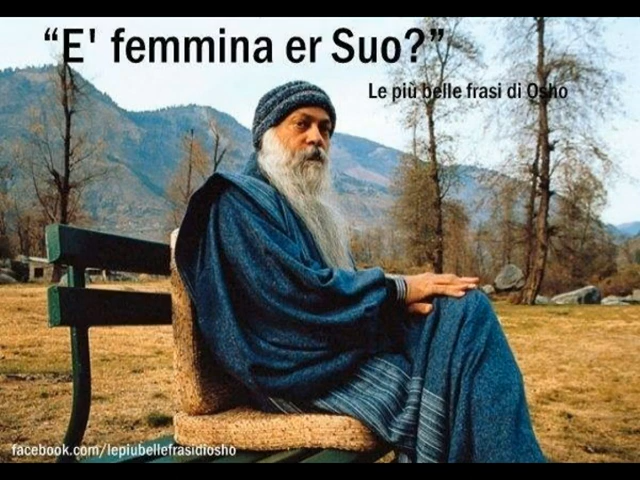 “E' femmina er Suo?”
Le più belle frasi di Osho
facebook.com/lepiubellefrasidiosho